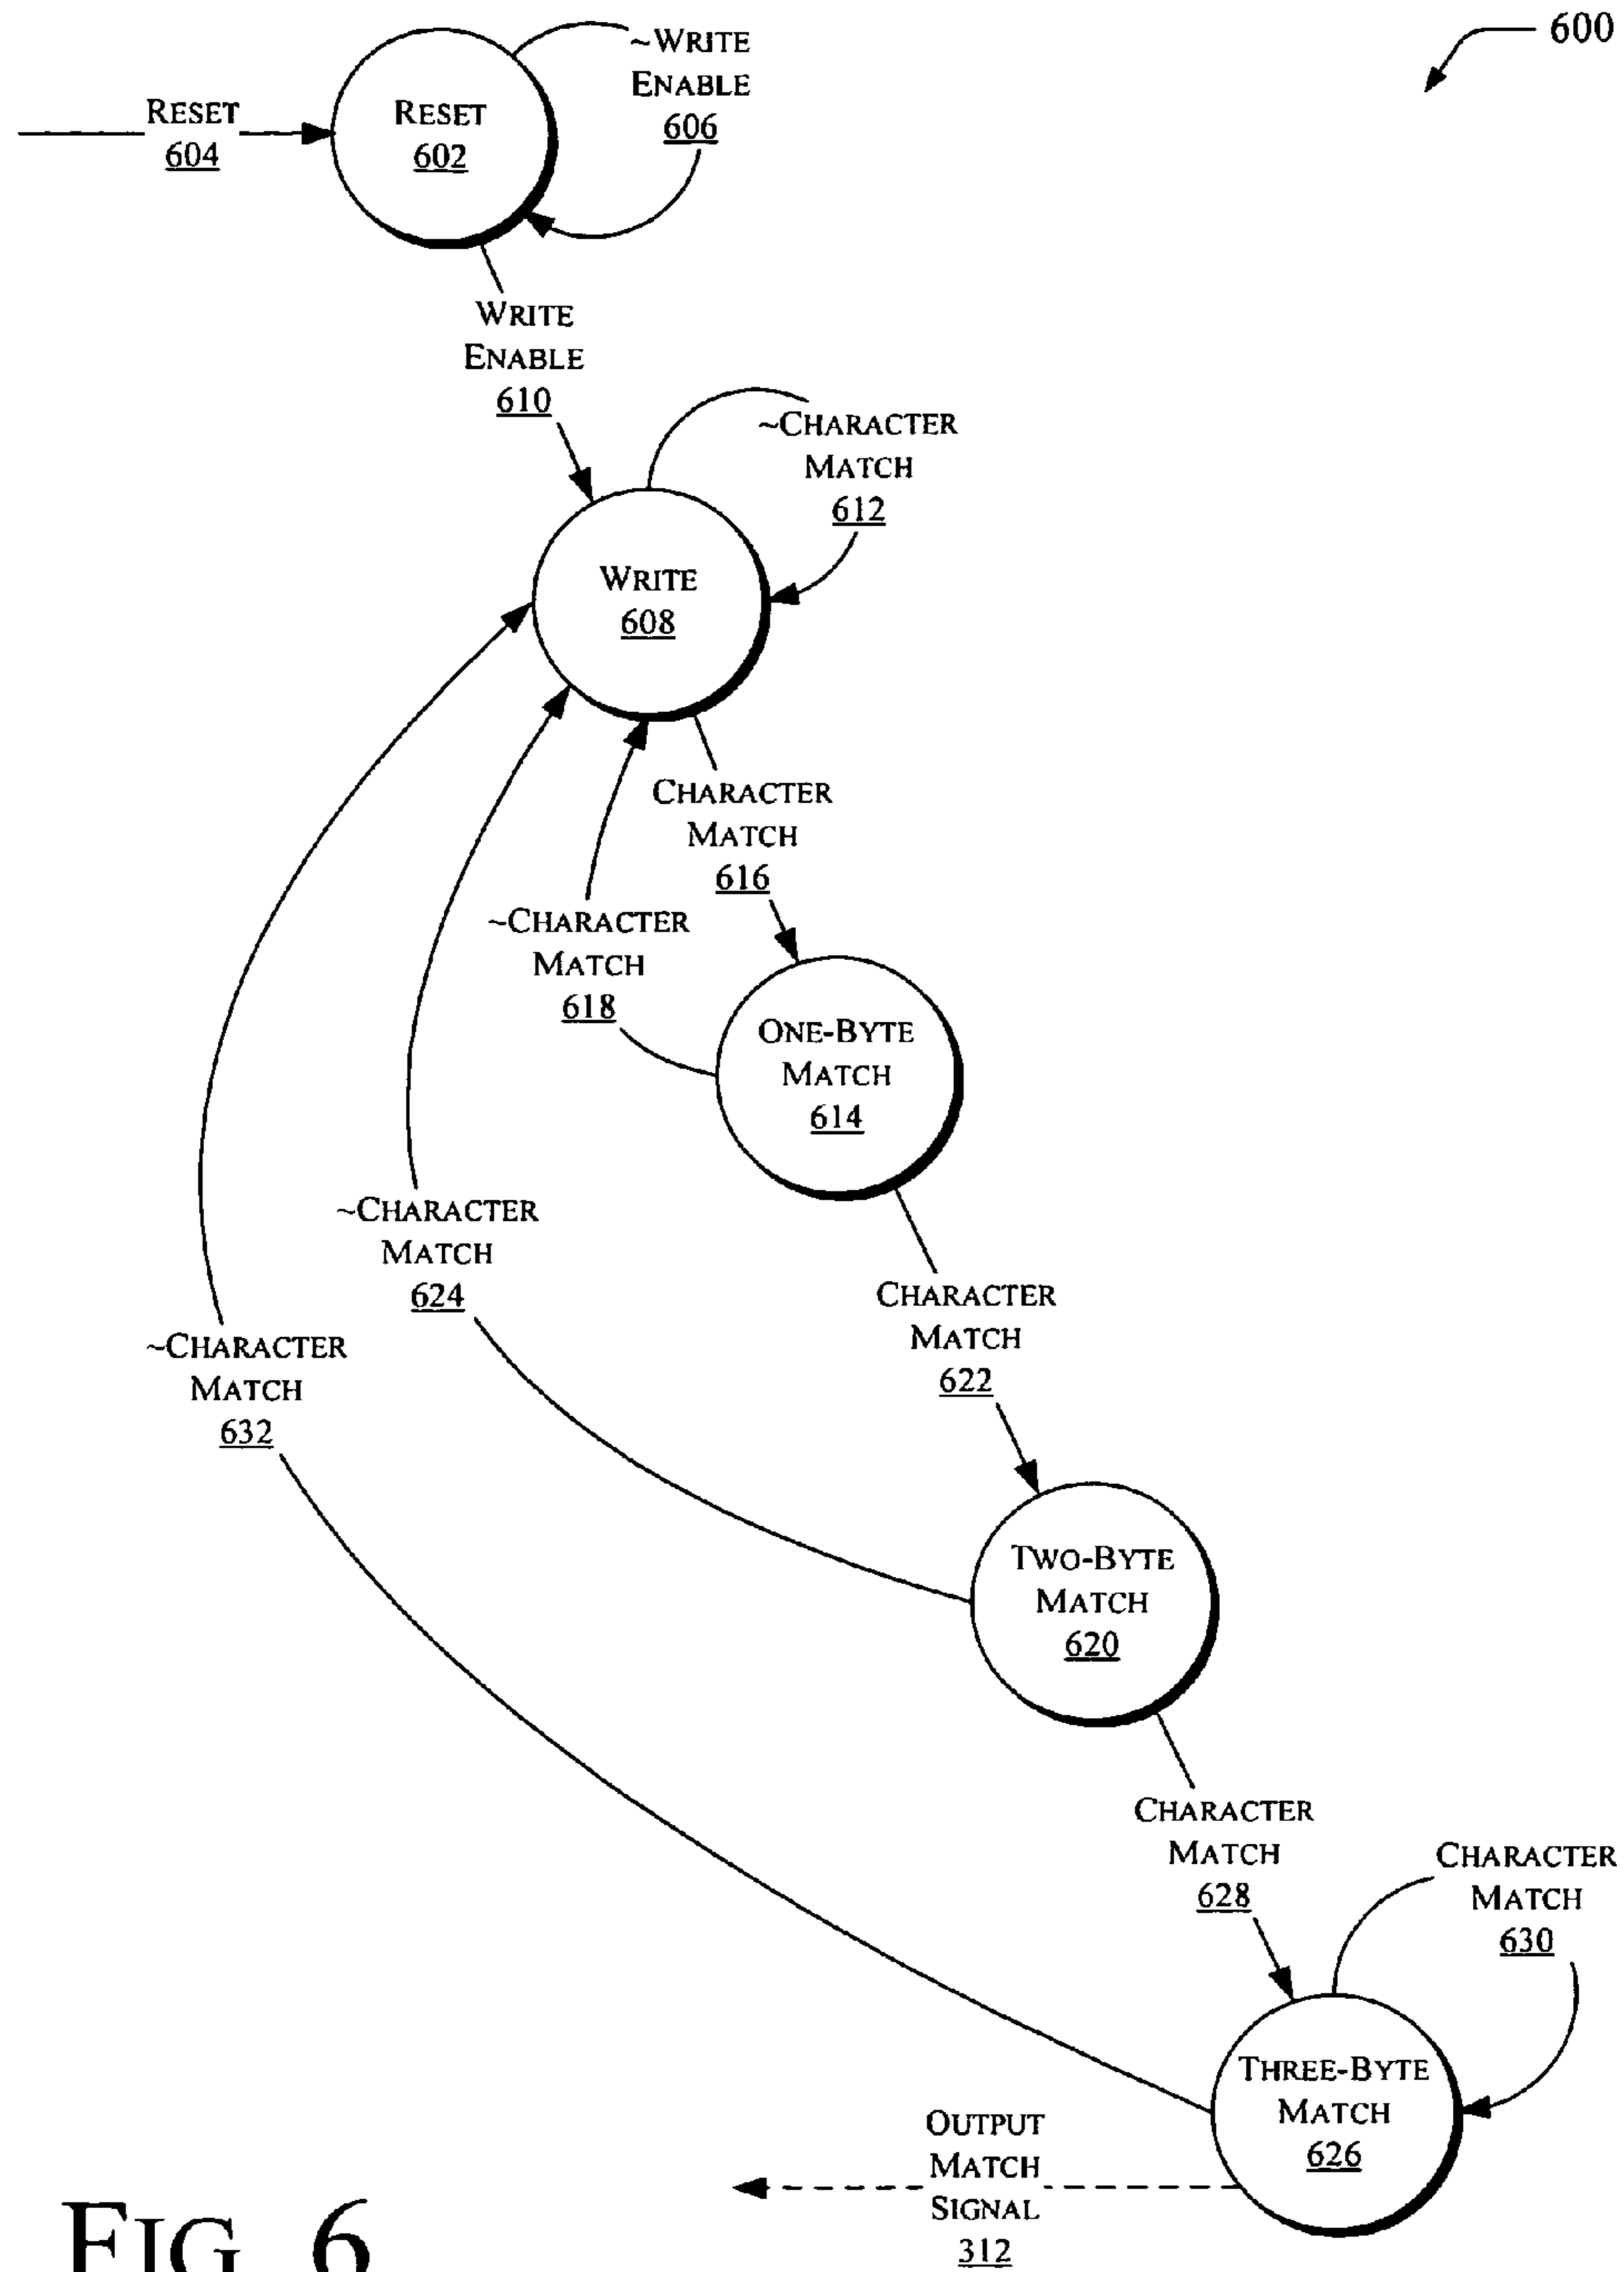 600
RESET
604
RESET
602
~WRITE
ENABLE
606
WRITE
ENABLE
610
~CHARACTER
MATCH
612
WRITE
608
CHARACTER
MATCH
616
~CHARACTER
MATCH
618
ONE-BYTE
MATCH
614
~CHARACTER
MATCH
624
CHARACTER
MATCH
622
~CHARACTER
MATCH
632
TWO-BYTE
MATCH
620
CHARACTER
MATCH
628
CHARACTER
MATCH
630
THREE-BYTE
MATCH
626
OUTPUT
MATCH
SIGNAL
312
FIG. 6